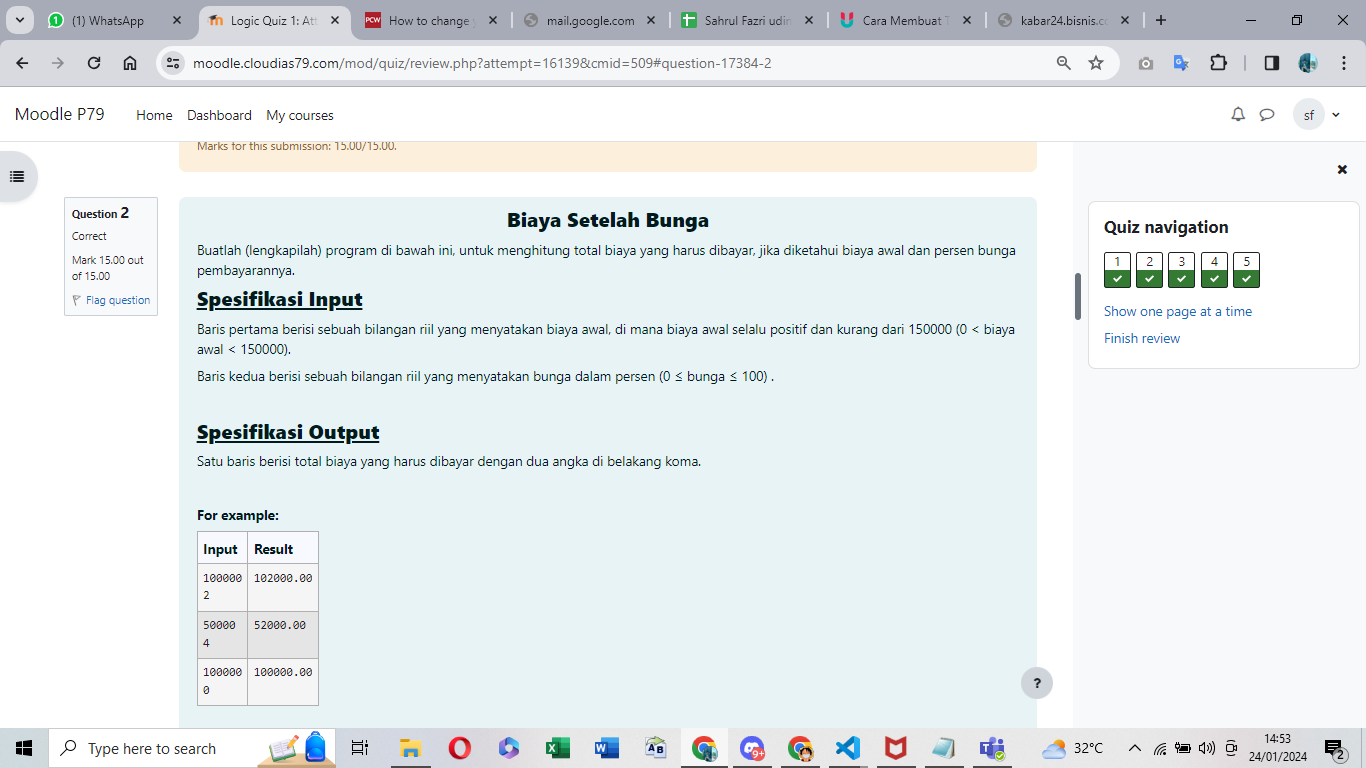 (1) WhatsApp
Logic Quiz 1: Att
How to change y
mail.google.com
Sahrul Fazri udin
Cara Membuat T
kabar24.bisnis.co
moodle.cloudias79.com/mod/quiz/review.php?attempt=16139&cmid=509#question-17384-2
Moodle P79
Home
Dashboard
My courses
sf
Marks for this submission: 15.00/15.00.
Question 2
Correct
Mark 15.00 out
of 15.00
Flag question
Biaya Setelah Bunga
Buatlah (lengkapilah) program di bawah ini, untuk menghitung total biaya yang harus dibayar, jika diketahui biaya awal dan persen bunga
pembayarannya.
Spesifikasi Input
Baris pertama berisi sebuah bilangan riil yang menyatakan biaya awal, di mana biaya awal selalu positif dan kurang dari 150000 (0 < biaya
awal < 150000).
Baris kedua berisi sebuah bilangan riil yang menyatakan bunga dalam persen (0 ≤ bunga ≤ 100) .
Spesifikasi Output
Satu baris berisi total biaya yang harus dibayar dengan dua angka di belakang koma.
For example:
Input Result
100000 102000.00
2
50000 52000.00
4
100000 100000.00
0
Quiz navigation
1 2 3 4 5
Show one page at a time
Finish review
?
Type here to search
9+
32°C
14:53
24/01/2024
2